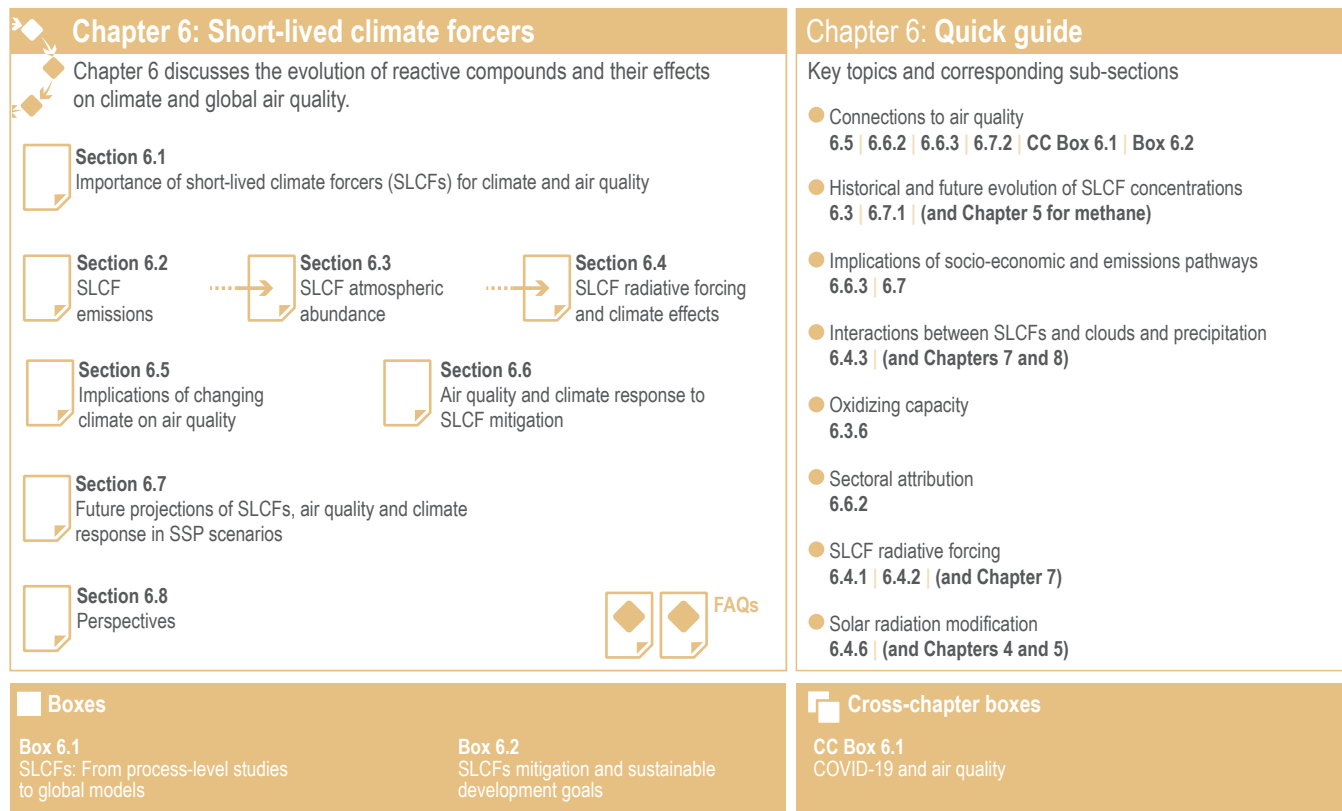 Chapter 6: Short-lived climate forcers
Chapter 6 discusses the evolution of reactive compounds and their effects
on climate and global air quality.
Section 6.1
Importance of short-lived climate forcers (SLCFs) for climate and air quality
Section 6.2
SLCF
emissions
Section 6.3
SLCF atmospheric
abundance
Section 6.4
SLCF radiative forcing
and climate effects
Section 6.5
Implications of changing
climate on air quality
Section 6.6
Air quality and climate response to
SLCF mitigation
Section 6.7
Future projections of SLCFs, air quality and climate
response in SSP scenarios
Section 6.8
Perspectives
FAQs
Chapter 6: Quick guide
Key topics and corresponding sub-sections
Connections to air quality
6.5 | 6.6.2 | 6.6.3 | 6.7.2 | CC Box 6.1 | Box 6.2
Historical and future evolution of SLCF concentrations
6.3 | 6.7.1 | (and Chapter 5 for methane)
Implications of socio-economic and emissions pathways
6.6.3 | 6.7
Interactions between SLCFs and clouds and precipitation
6.4.3 | (and Chapters 7 and 8)
Oxidizing capacity
6.3.6
Sectoral attribution
6.6.2
SLCF radiative forcing
6.4.1 | 6.4.2 | (and Chapter 7)
Solar radiation modification
6.4.6 | (and Chapters 4 and 5)
Boxes
Box 6.1
SLCFs: From process-level studies
to global models
Box 6.2
SLCFs mitigation and sustainable
development goals
Cross-chapter boxes
CC Box 6.1
COVID-19 and air quality